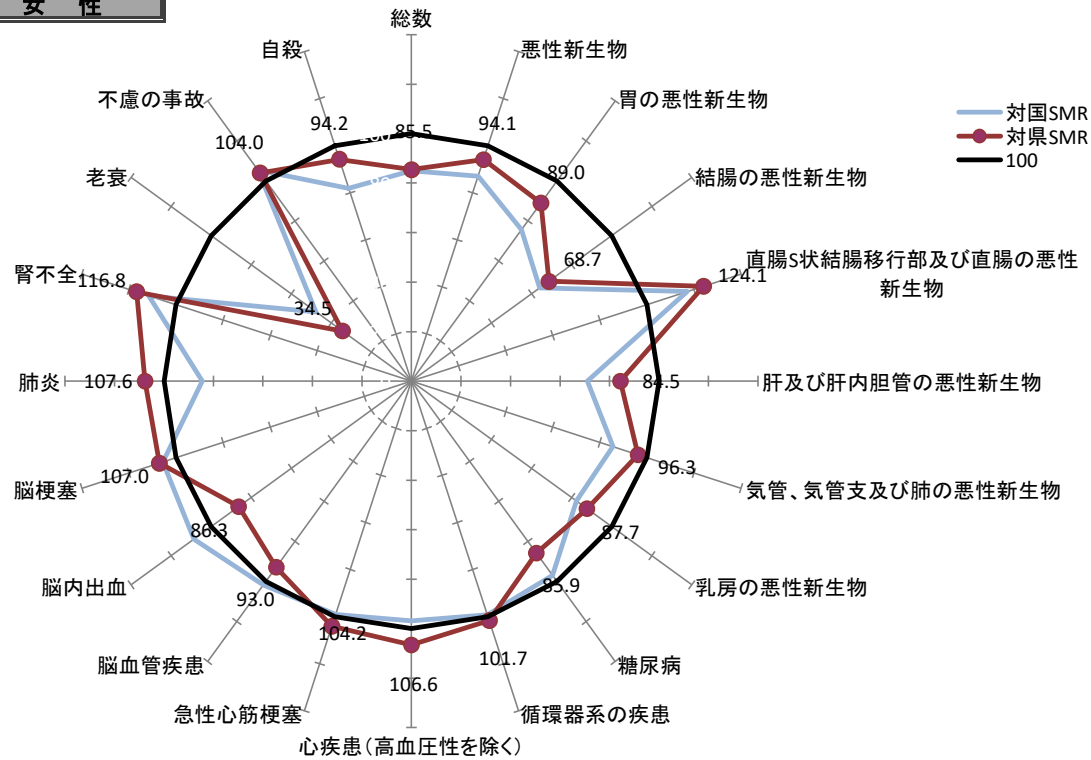 女 性
総数
悪性新生物
胃の悪性新生物
結腸の悪性新生物
直腸S状結腸移行部及び直腸の悪性
新生物
肝及び肝内胆管の悪性新生物
気管、気管支及び肺の悪性新生物
乳房の悪性新生物
糖尿病
循環器系の疾患
心疾患(高血圧性を除く)
急性心筋梗塞
脳血管疾患
脳内出血
脳梗塞
肺炎
腎不全
老衰
不慮の事故
自殺
85.5
94.1
89.0
68.7
124.1
84.5
96.3
87.7
85.9
101.7
106.6
104.2
93.0
86.3
107.0
107.6
116.8
34.5
104.0
94.2
対国SMR
対県SMR
100